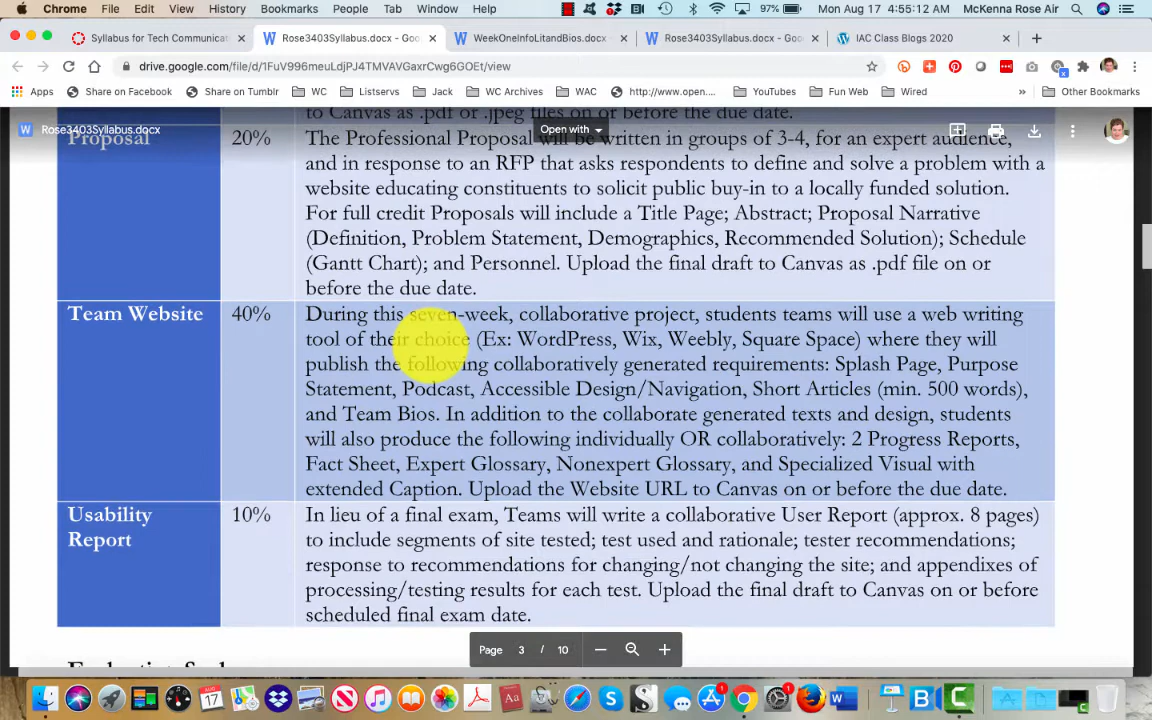 Chrome File Edit View History Bookmarks People Tab Window Help 97% Mon Aug 17 4:55:12 PM McKenna Rose Air
Syllabus for Tech Communicat × Rose3403Syllabus.docx - Goo × WeekOneInfoLitandBios.docx × Rose3403Syllabus.docx - Goo × IAC Class Blogs 2020 × +
drive.google.com/file/d/1FuV996meuLdjPJ4TMVAVGaxrCwg6GOEt/view
Apps Share on Facebook Share on Tumblr WC Listservs Jack WC Archives WAC http://www.open.... YouTubes Fun Web Wired » Other Bookmarks
to Canvas as .pdf or .jpeg files on or before the due date.
Rose3403Syllabus.docx Open with
Proposal 20% The Professional Proposal will be written in groups of 3-4, for an expert audience,
and in response to an RFP that asks respondents to define and solve a problem with a
website educating constituents to solicit public buy-in to a locally funded solution.
For full credit Proposals will include a Title Page; Abstract; Proposal Narrative
(Definition, Problem Statement, Demographics, Recommended Solution); Schedule
(Gantt Chart); and Personnel. Upload the final draft to Canvas as .pdf file on or
before the due date.
Team Website 40% During this seven-week, collaborative project, students teams will use a web writing
tool of their choice (Ex: WordPress, Wix, Weebly, Square Space) where they will
publish the following collaboratively generated requirements: Splash Page, Purpose
Statement, Podcast, Accessible Design/Navigation, Short Articles (min. 500 words),
and Team Bios. In addition to the collaborate generated texts and design, students
will also produce the following individually OR collaboratively: 2 Progress Reports,
Fact Sheet, Expert Glossary, Nonexpert Glossary, and Specialized Visual with
extended Caption. Upload the Website URL to Canvas on or before the due date.
Usability 10% In lieu of a final exam, Teams will write a collaborative User Report (approx. 8 pages)
Report to include segments of site tested; test used and rationale; tester recommendations;
response to recommendations for changing/not changing the site; and appendixes of
processing/testing results for each test. Upload the final draft to Canvas on or before
scheduled final exam date.
Page 3 / 10